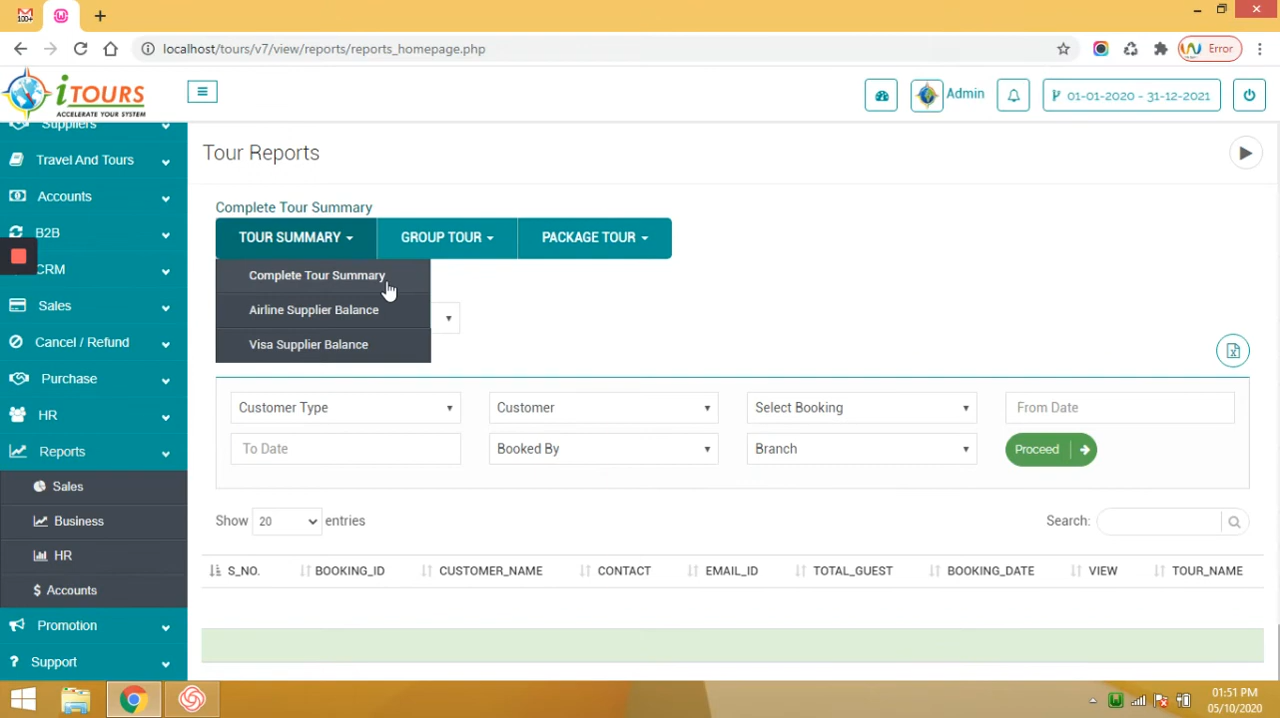 100+
localhost/tours/v7/view/reports/reports_homepage.php
Error
iTOURS
ACCELERATE YOUR SYSTEM
Admin
01-01-2020 - 31-12-2021
Suppliers
Travel And Tours
Accounts
B2B
CRM
Sales
Cancel / Refund
Purchase
HR
Reports
Sales
Business
HR
$ Accounts
Promotion
? Support
Tour Reports
Complete Tour Summary
TOUR SUMMARY
GROUP TOUR
PACKAGE TOUR
Complete Tour Summary
Airline Supplier Balance
Visa Supplier Balance
Customer Type
Customer
Select Booking
From Date
To Date
Booked By
Branch
Proceed
Show 20 entries
Search:
S_NO. BOOKING_ID CUSTOMER_NAME CONTACT EMAIL_ID TOTAL_GUEST BOOKING_DATE VIEW TOUR_NAME
01:51 PM
05/10/2020